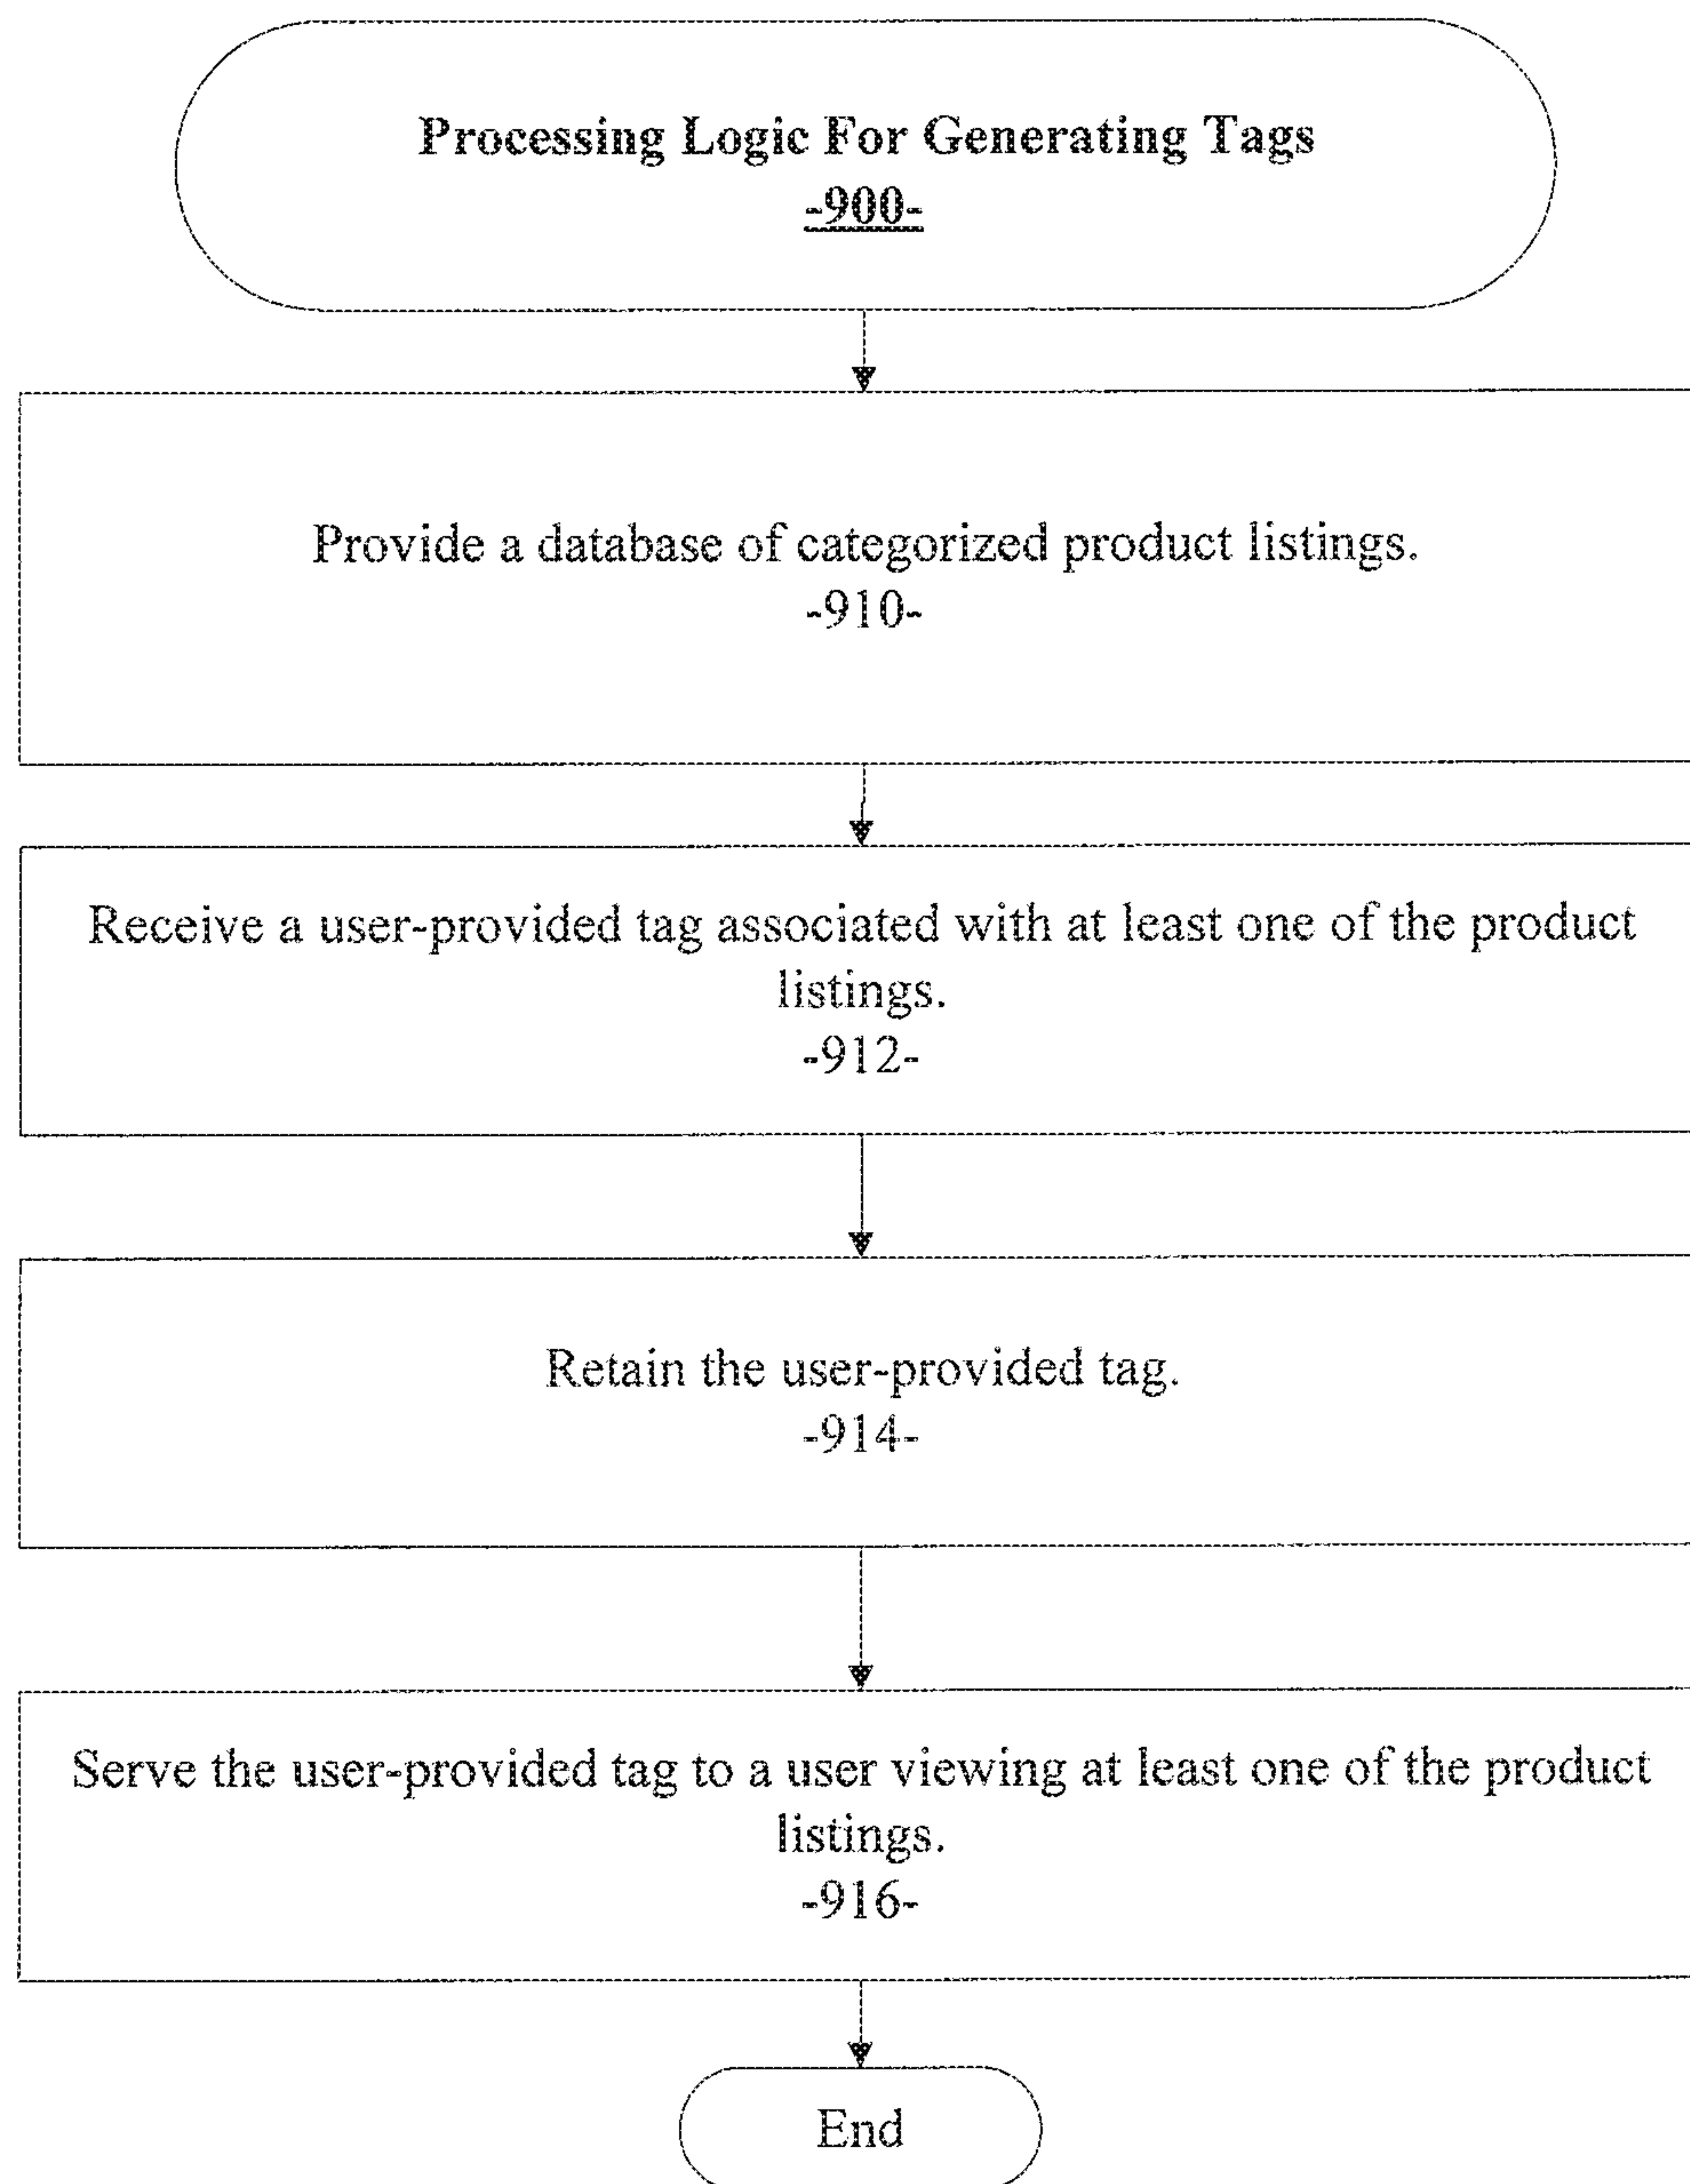 Processing Logic For Generating Tags
-900-
Provide a database of categorized product listings.
-910-
Receive a user-provided tag associated with at least one of the product
listings.
-912-
Retain the user-provided tag.
-914-
Serve the user-provided tag to a user viewing at least one of the product
listings.
-916-
End